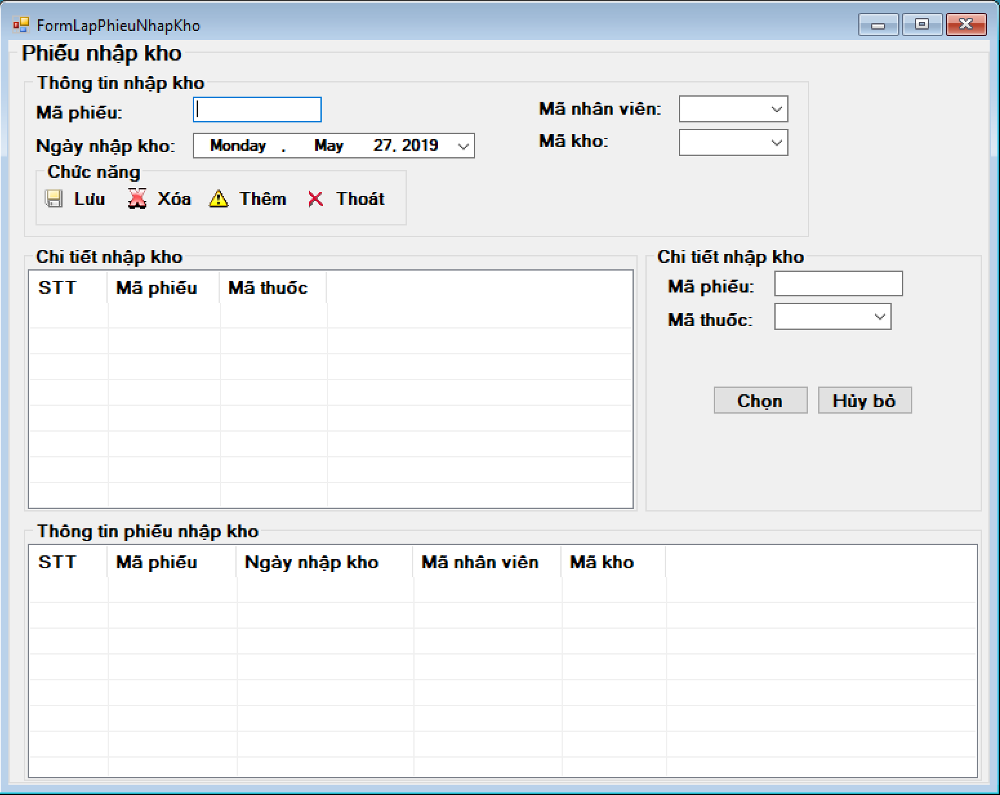 FormLapPhieuNhapKho
Phiếu nhập kho
Thông tin nhập kho
Mã phiếu:
Mã nhân viên:
Ngày nhập kho: Monday , May 27, 2019
Mã kho:
Chức năng
Lưu Xóa Thêm Thoát
Chi tiết nhập kho
STT Mã phiếu Mã thuốc
Chi tiết nhập kho
Mã phiếu:
Mã thuốc:
Chọn Hủy bỏ
Thông tin phiếu nhập kho
STT Mã phiếu Ngày nhập kho Mã nhân viên Mã kho